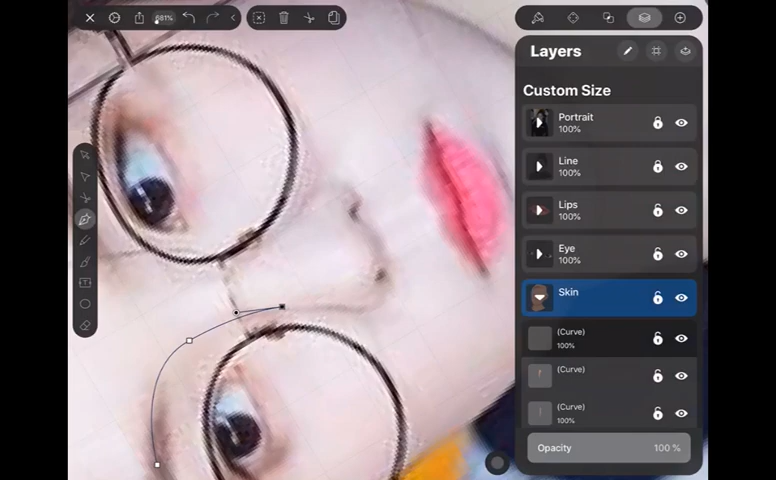 681%
Layers
Custom Size
Portrait
100%
Line
100%
Lips
100%
Eye
100%
Skin
(Curve)
100%
(Curve)
(Curve)
100%
Opacity 100 %